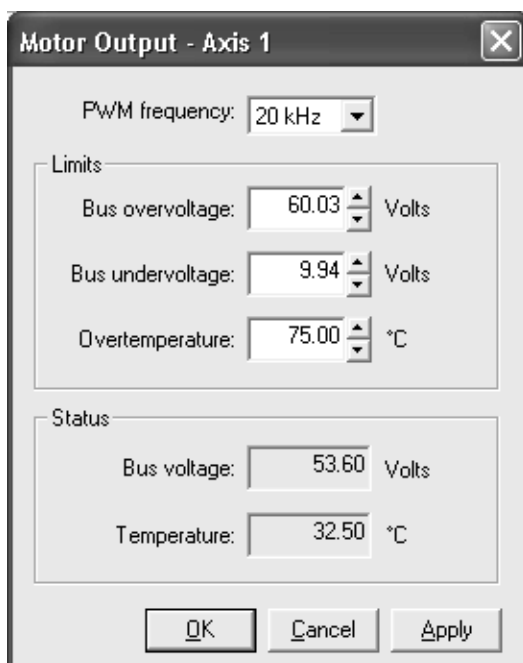 Motor Output - Axis 1
PWM frequency: 20 kHz
Limits
Bus overvoltage: 60.03 Volts
Bus undervoltage: 9.94 Volts
Overtemperature: 75.00 °C
Status
Bus voltage: 53.60 Volts
Temperature: 32.50 °C
OK Cancel Apply